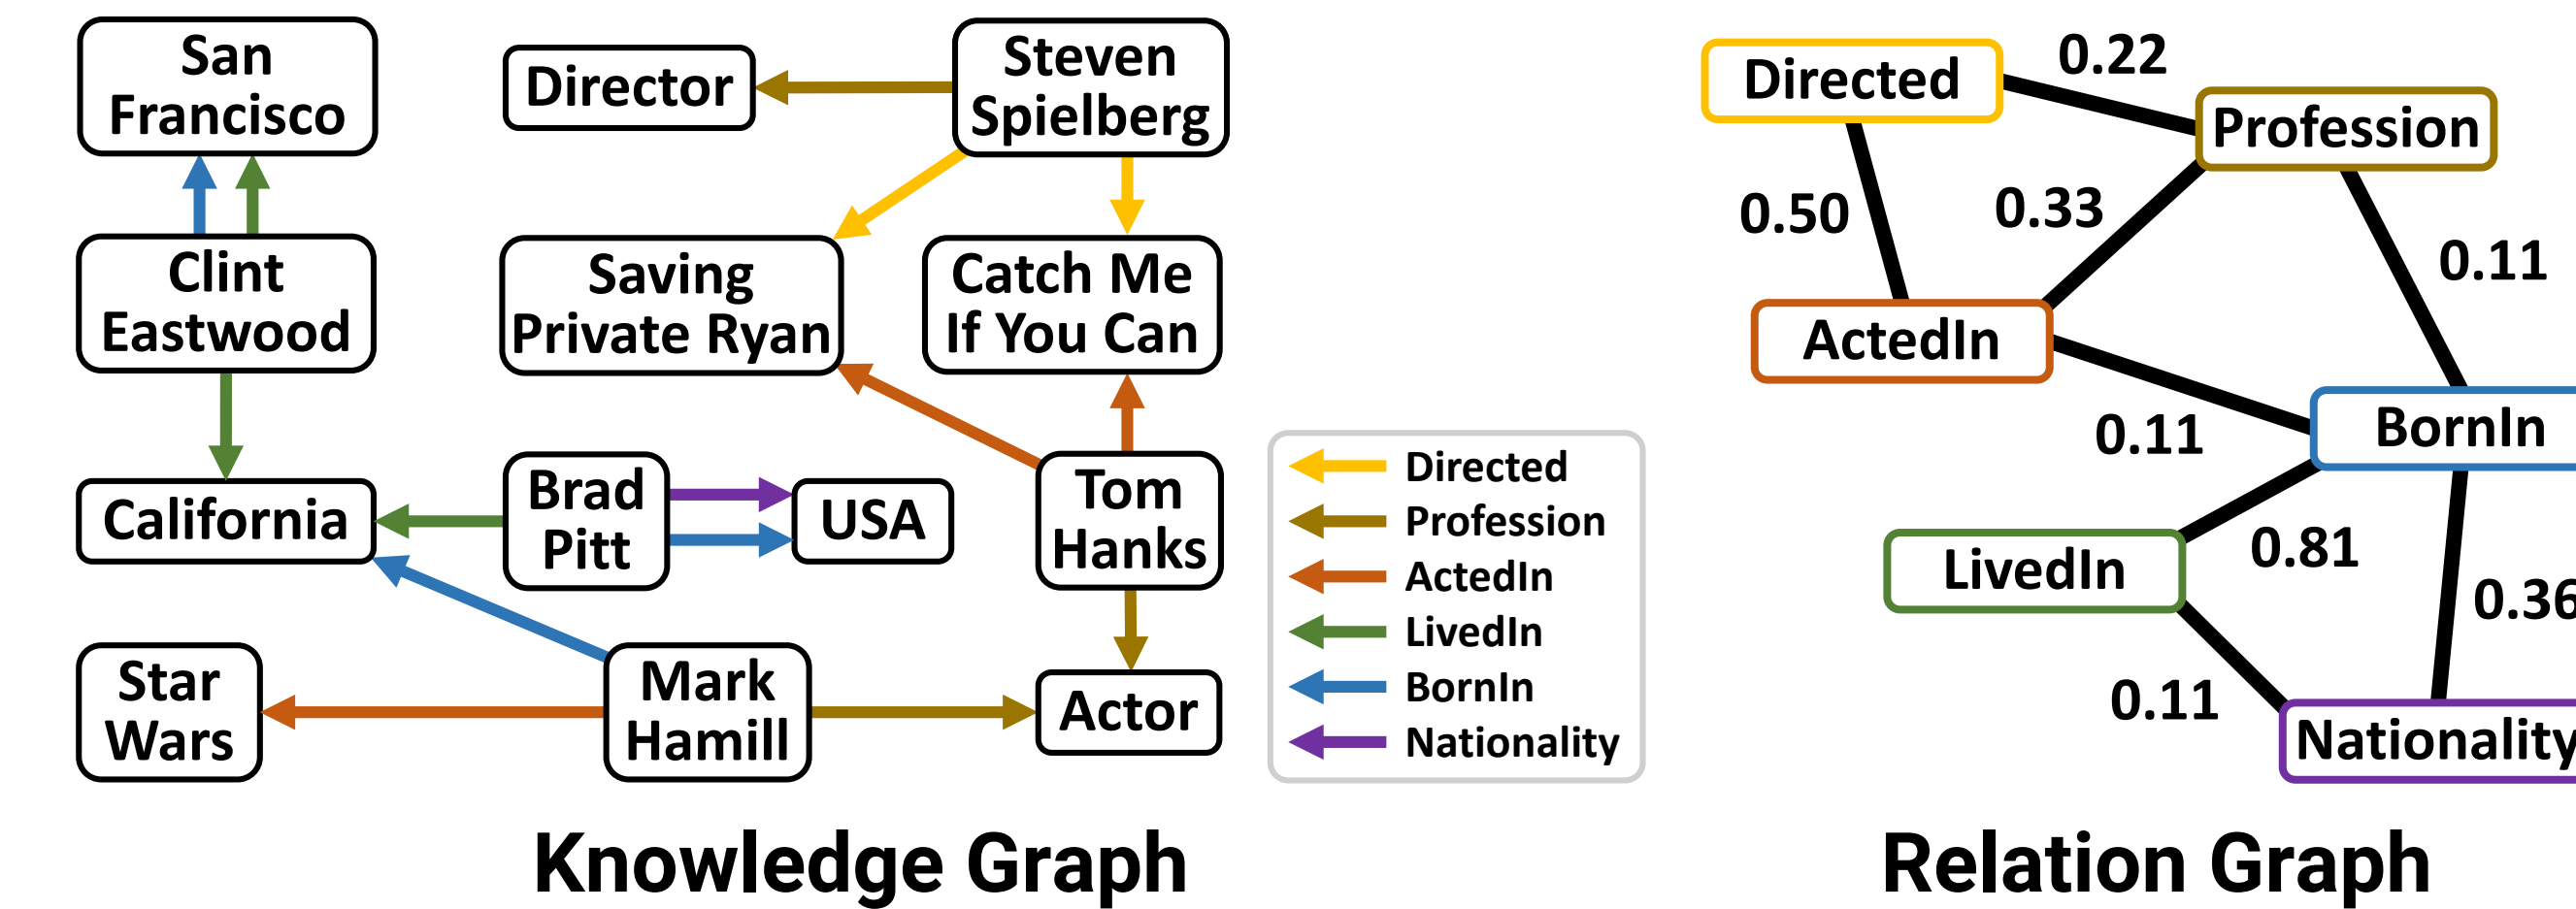 San
Francisco
Director
Steven
Spielberg
Clint
Eastwood
Saving
Private Ryan
Catch Me
If You Can
California
Brad
Pitt
USA
Tom
Hanks
Star
Wars
Mark
Hamill
Actor
Directed
Profession
ActedIn
LivedIn
BornIn
Nationality
Knowledge Graph
Directed
0.22
Profession
0.50
0.33
0.11
ActedIn
BornIn
0.11
0.81
LivedIn
0.36
0.11
Nationality
Relation Graph